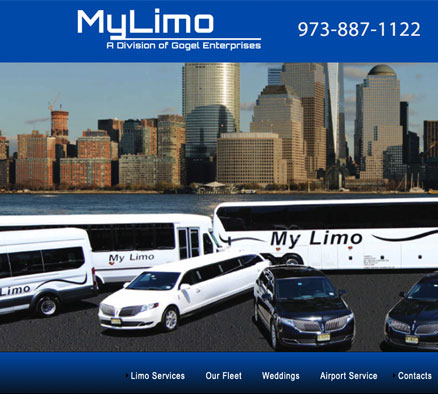 MyLimo
A Division of Gogel Enterprises
973-887-1122
Limo
My Limo
My Limo
Limo Services Our Fleet Weddings Airport Service Contacts